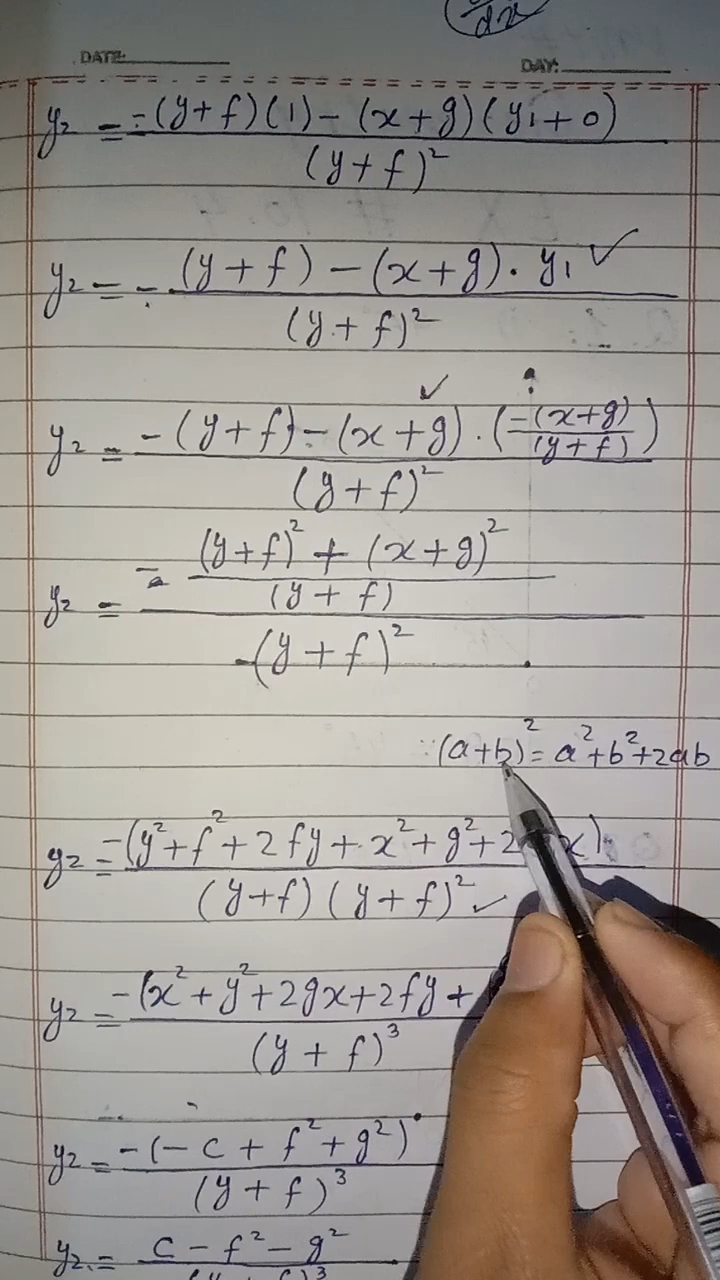 dx
DATE:
DAY:
y₂ = -(y+f)(1) - (x+g)(y₁+0)
(y+f)²
y₂ = - (y+f) - (x+g) · y₁ ✓
(y+f)²
✓
y₂ = -(y+f) - (x+g) · (-(x+g)/(y+f))
(y+f)²
y₂ = - (y+f)² + (x+g)²
(y+f)
-(y+f)²
∵ (a+b)² = a²+b²+2ab
y₂ = -(y²+f²+2fy+x²+g²+2 x)
(y+f)(y+f)² ✓
y₂ = -(x²+y²+2gx+2fy+
(y+f)³
y₂ = -(-c+f²+g²)
(y+f)³
y₂ = c-f²-g²